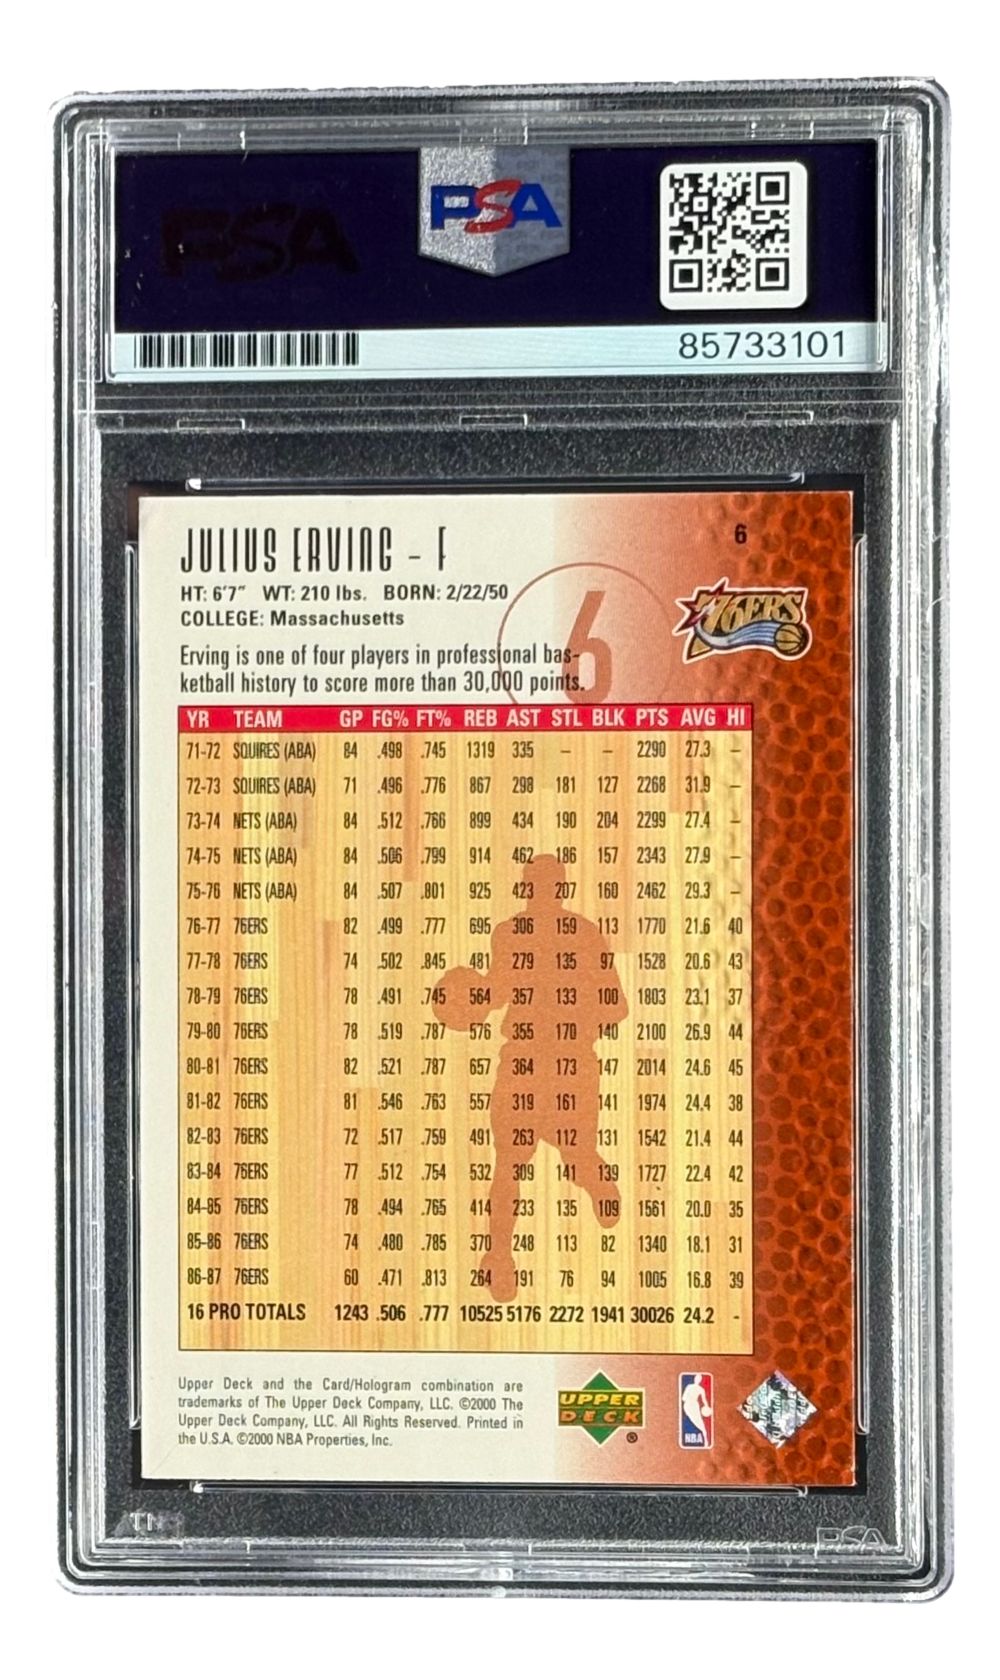 PSA
PSA
85733101
JULIUS ERVING - F
6
HT: 6'7" WT: 210 lbs. BORN: 2/22/50
COLLEGE: Massachusetts
6
76ERS
Erving is one of four players in professional bas-
ketball history to score more than 30,000 points.
YR TEAM GP FG% FT% REB AST STL BLK PTS AVG HI
71-72 SQUIRES (ABA) 84 .498 .745 1319 335 – – 2290 27.3 –
72-73 SQUIRES (ABA) 71 .496 .776 867 298 181 127 2268 31.9 –
73-74 NETS (ABA) 84 .512 .766 899 434 190 204 2299 27.4 –
74-75 NETS (ABA) 84 .506 .799 914 462 186 157 2343 27.9 –
75-76 NETS (ABA) 84 .507 .801 925 423 207 160 2462 29.3 –
76-77 76ERS 82 .499 .777 695 306 159 113 1770 21.6 40
77-78 76ERS 74 .502 .845 481 279 135 97 1528 20.6 43
78-79 76ERS 78 .491 .745 564 357 133 100 1803 23.1 37
79-80 76ERS 78 .519 .787 576 355 170 140 2100 26.9 44
80-81 76ERS 82 .521 .787 657 364 173 147 2014 24.6 45
81-82 76ERS 81 .546 .763 557 319 161 141 1974 24.4 38
82-83 76ERS 72 .517 .759 491 263 112 131 1542 21.4 44
83-84 76ERS 77 .512 .754 532 309 141 139 1727 22.4 42
84-85 76ERS 78 .494 .765 414 233 135 109 1561 20.0 35
85-86 76ERS 74 .480 .785 370 248 113 82 1340 18.1 31
86-87 76ERS 60 .471 .813 264 191 76 94 1005 16.8 39
16 PRO TOTALS 1243 .506 .777 10525 5176 2272 1941 30026 24.2 -
Upper Deck and the Card/Hologram combination are
trademarks of The Upper Deck Company, LLC. ©2000 The
Upper Deck Company, LLC. All Rights Reserved. Printed in
the U.S.A. ©2000 NBA Properties, Inc.
UPPER
DECK
®
NBA
PSA